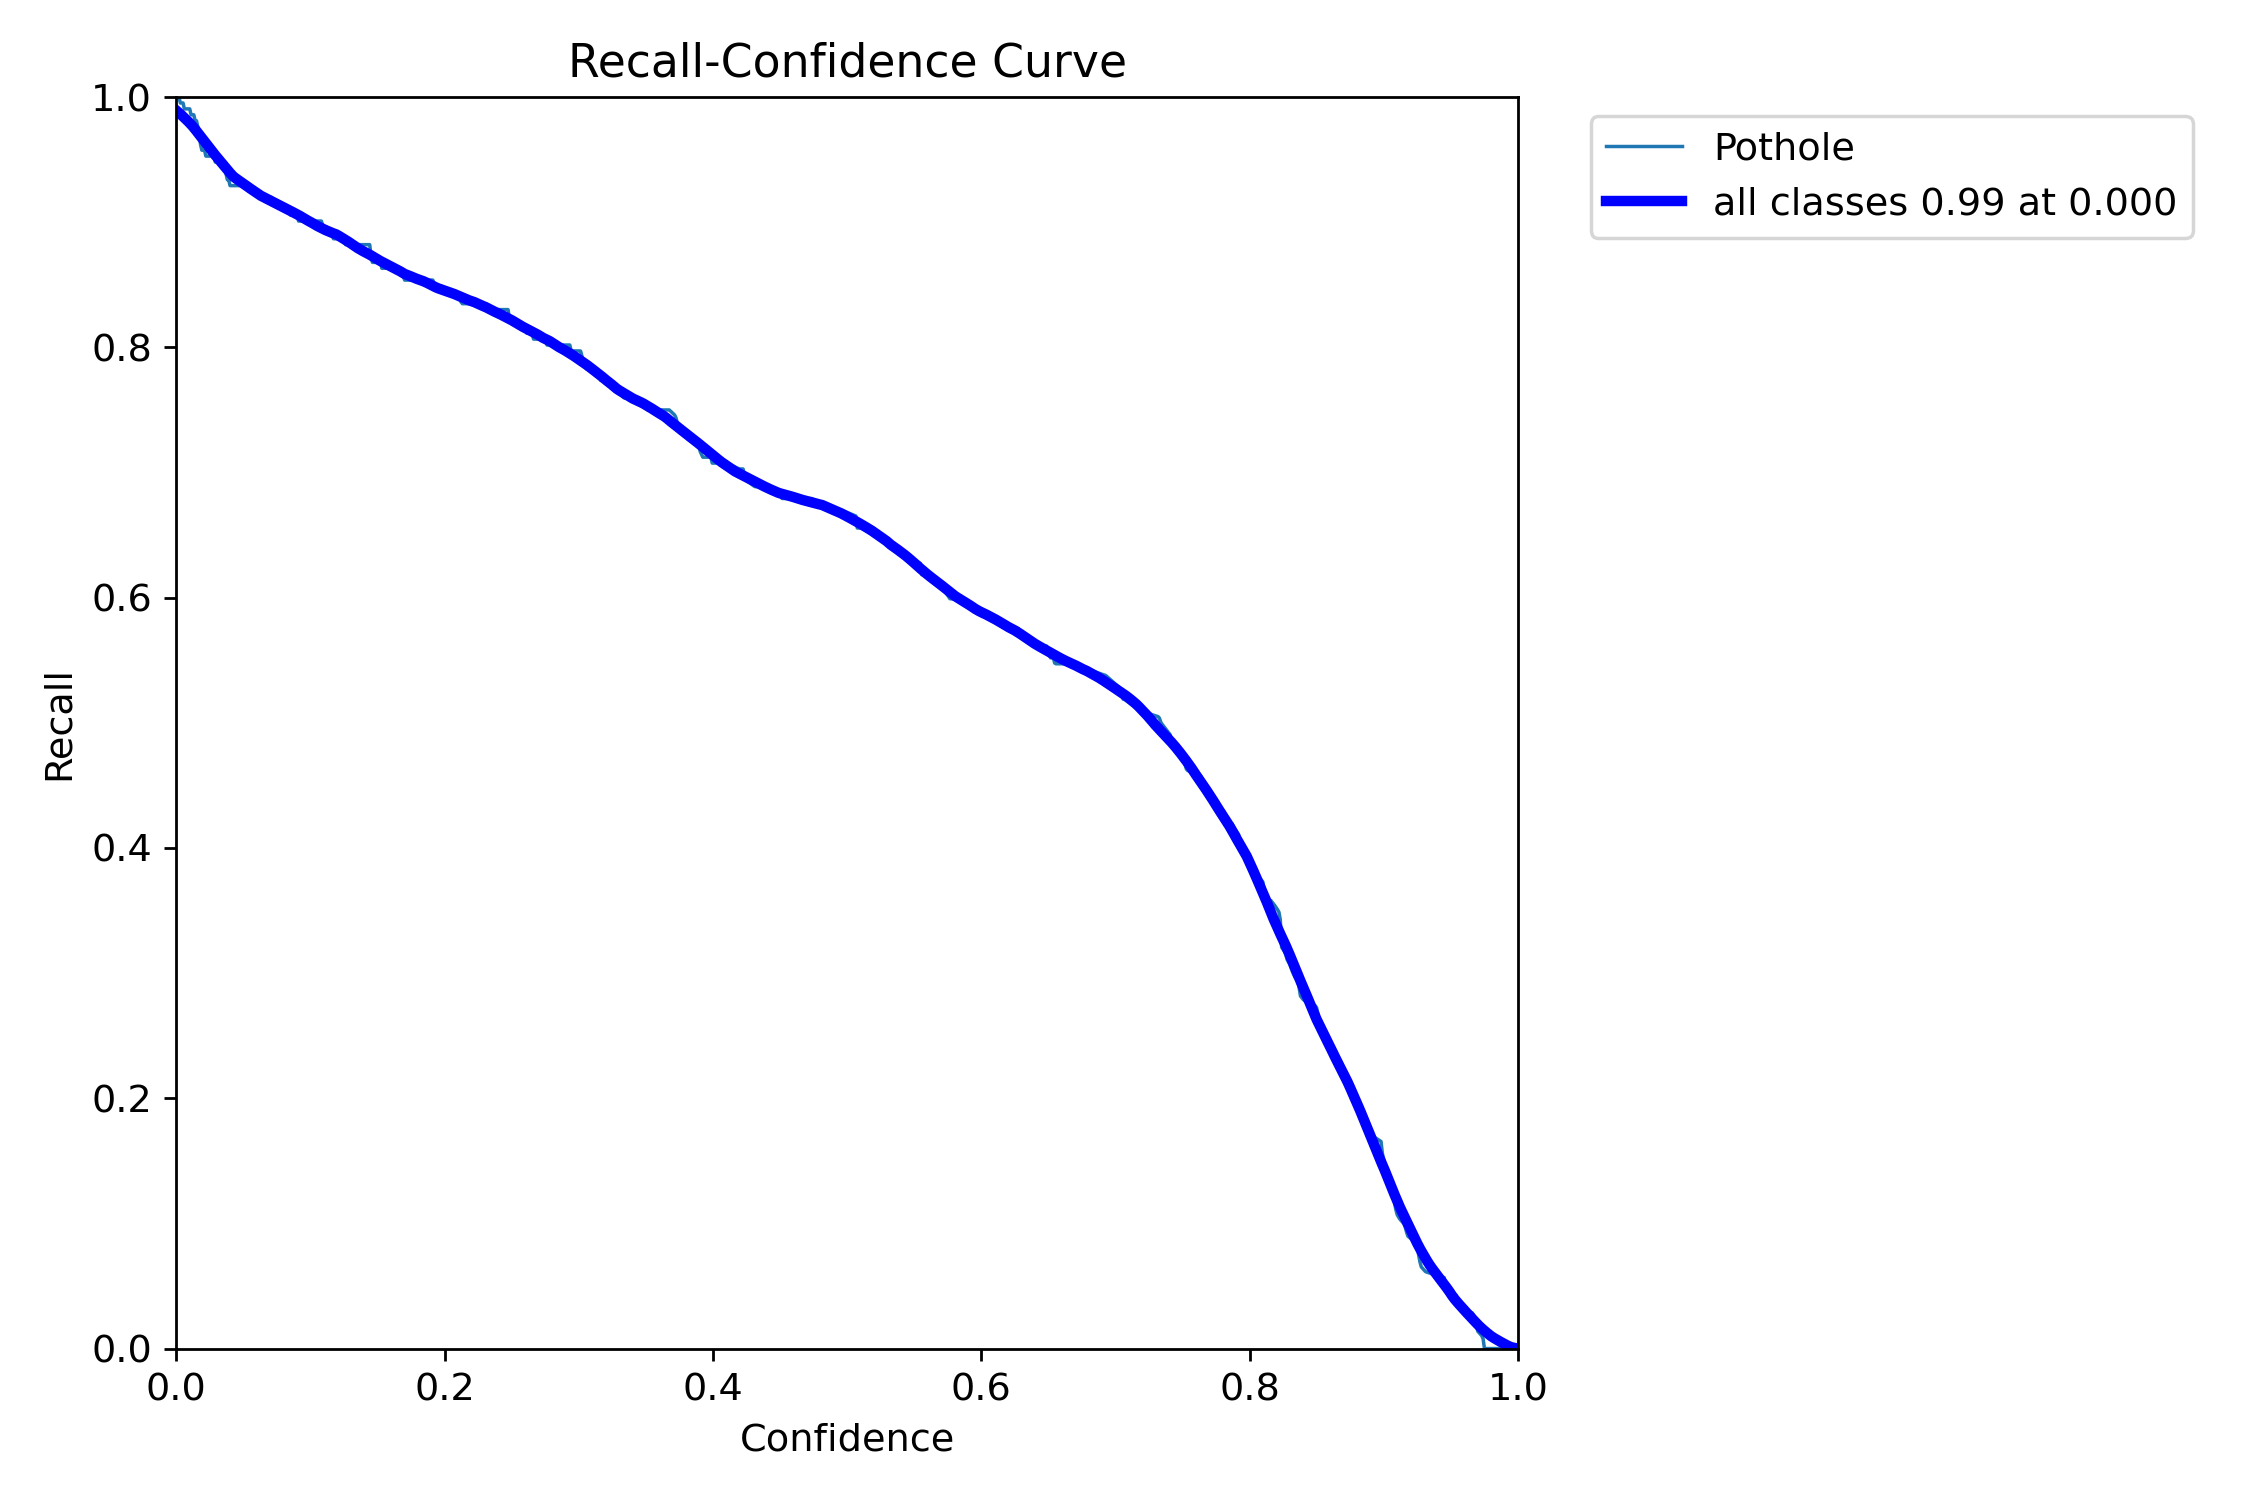 Recall-Confidence Curve
Pothole
all classes 0.99 at 0.000
1.0
0.8
0.6
0.4
0.2
0.0
Recall
0.0 0.2 0.4 0.6 0.8 1.0
Confidence